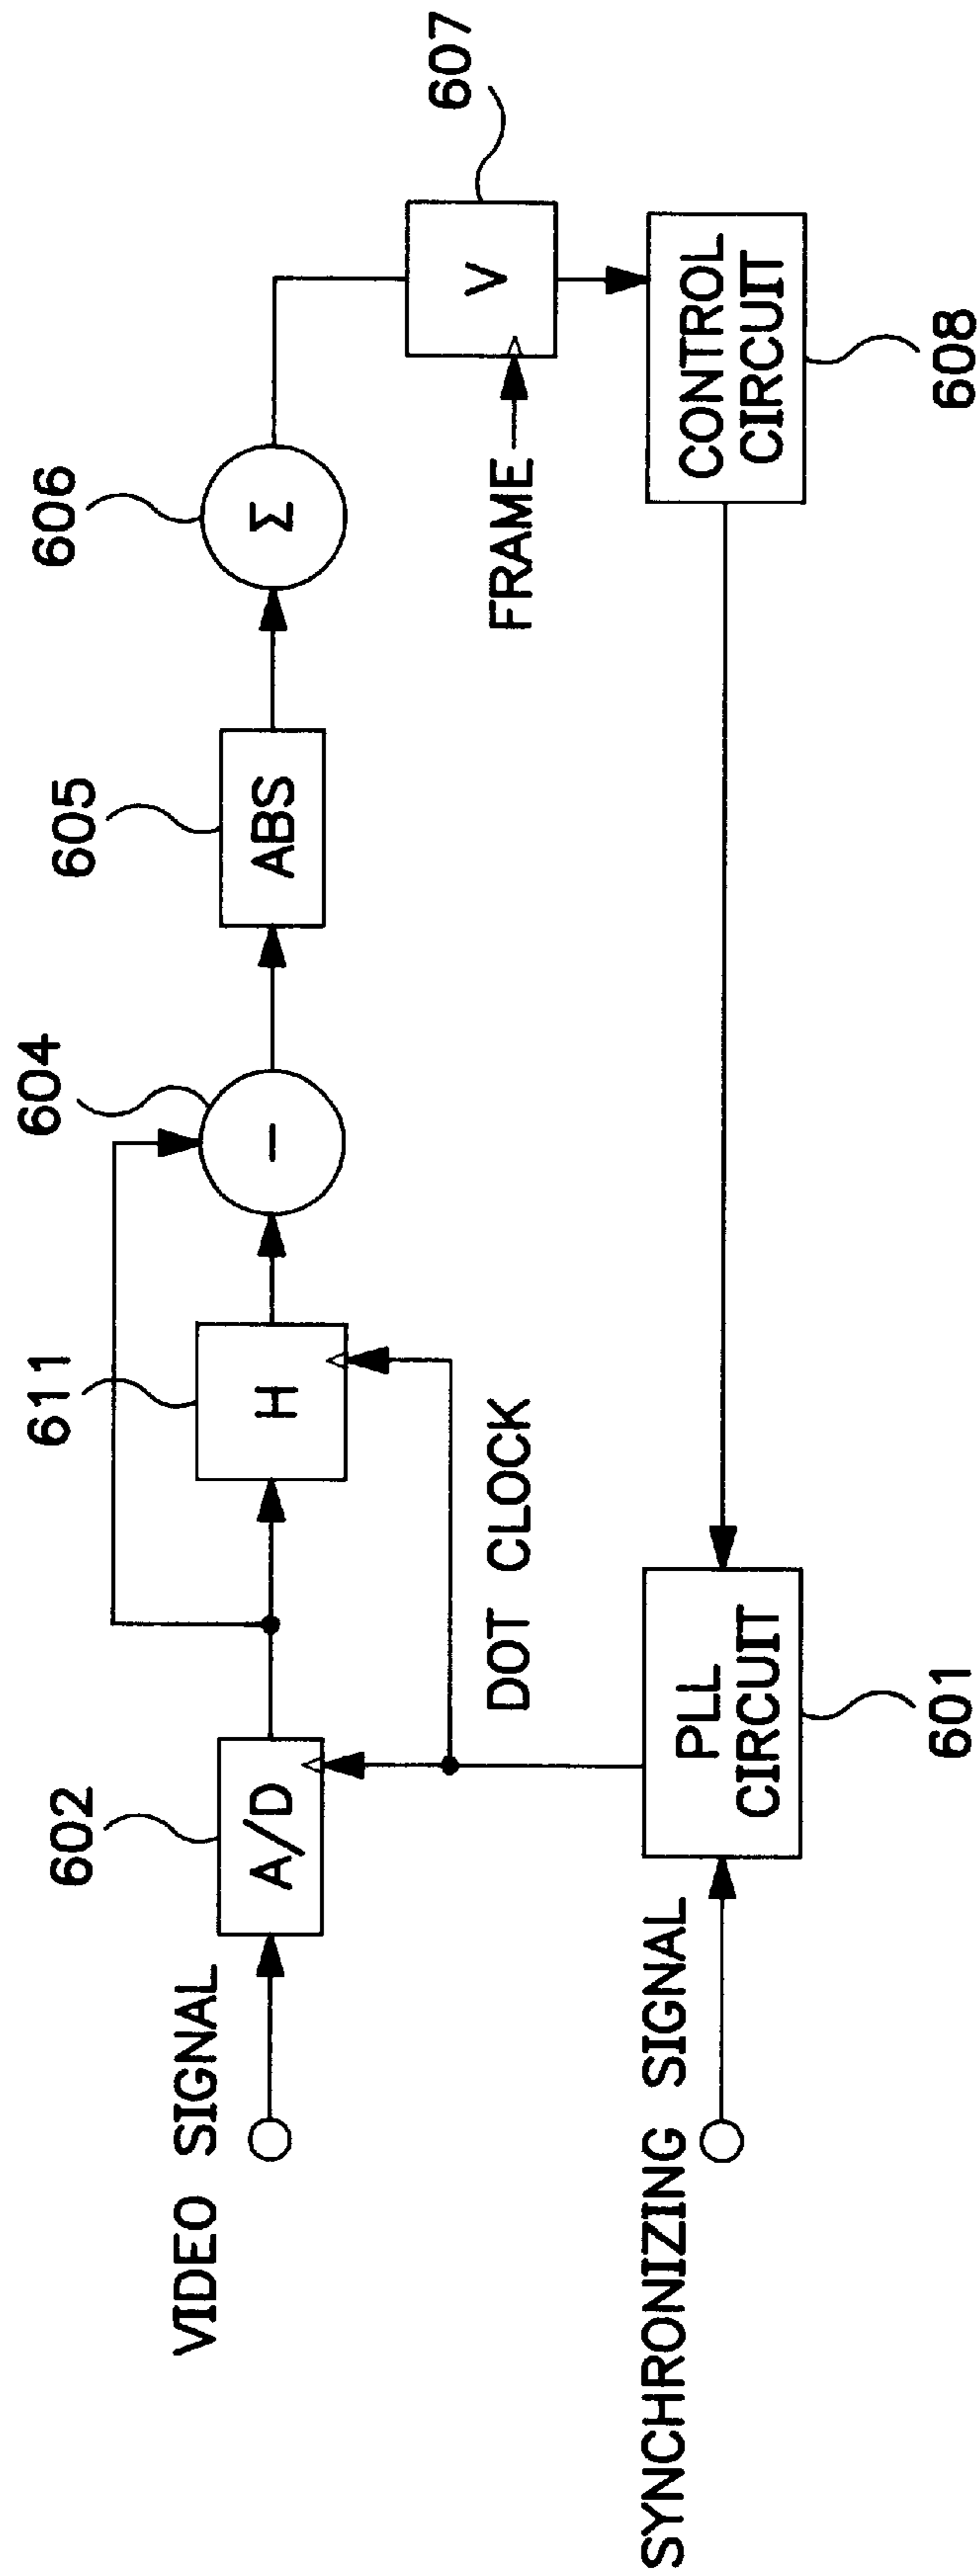 VIDEO SIGNAL
602
A/D
611
H
604
−
605
ABS
606
Σ
607
V
FRAME
DOT CLOCK
SYNCHRONIZING SIGNAL
PLL
CIRCUIT
601
CONTROL
CIRCUIT
608